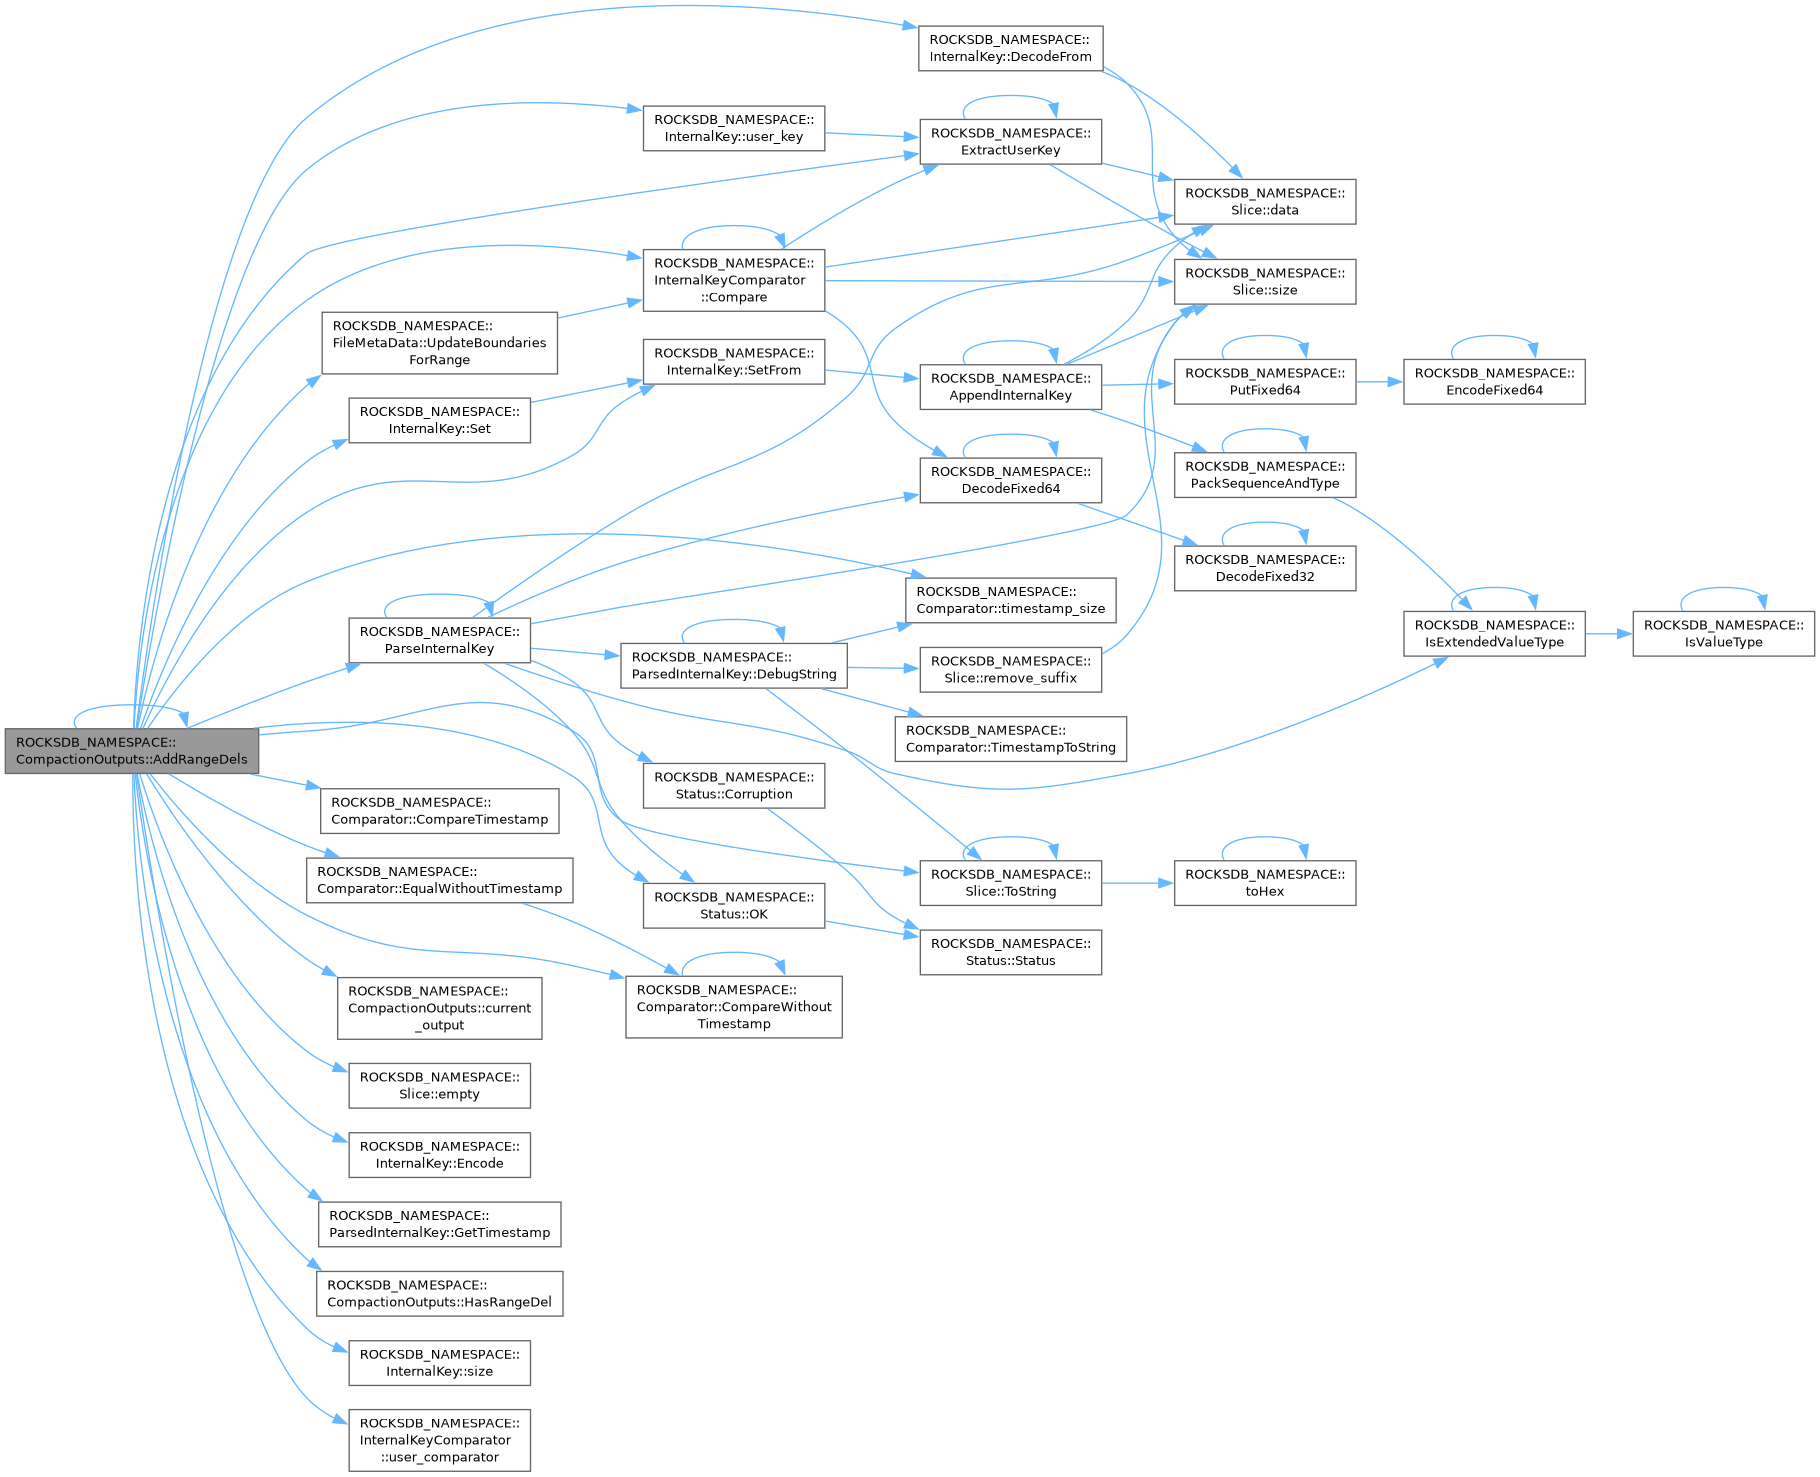 ROCKSDB_NAMESPACE::
CompactionOutputs::AddRangeDels
ROCKSDB_NAMESPACE::
InternalKey::DecodeFrom
ROCKSDB_NAMESPACE::
InternalKey::user_key
ROCKSDB_NAMESPACE::
ExtractUserKey
ROCKSDB_NAMESPACE::
Slice::data
ROCKSDB_NAMESPACE::
InternalKeyComparator
::Compare
ROCKSDB_NAMESPACE::
Slice::size
ROCKSDB_NAMESPACE::
FileMetaData::UpdateBoundaries
ForRange
ROCKSDB_NAMESPACE::
InternalKey::SetFrom
ROCKSDB_NAMESPACE::
AppendInternalKey
ROCKSDB_NAMESPACE::
PutFixed64
ROCKSDB_NAMESPACE::
EncodeFixed64
ROCKSDB_NAMESPACE::
InternalKey::Set
ROCKSDB_NAMESPACE::
DecodeFixed64
ROCKSDB_NAMESPACE::
PackSequenceAndType
ROCKSDB_NAMESPACE::
DecodeFixed32
ROCKSDB_NAMESPACE::
Comparator::timestamp_size
ROCKSDB_NAMESPACE::
ParseInternalKey
ROCKSDB_NAMESPACE::
ParsedInternalKey::DebugString
ROCKSDB_NAMESPACE::
Slice::remove_suffix
ROCKSDB_NAMESPACE::
IsExtendedValueType
ROCKSDB_NAMESPACE::
IsValueType
ROCKSDB_NAMESPACE::
Comparator::TimestampToString
ROCKSDB_NAMESPACE::
Status::Corruption
ROCKSDB_NAMESPACE::
Comparator::CompareTimestamp
ROCKSDB_NAMESPACE::
Comparator::EqualWithoutTimestamp
ROCKSDB_NAMESPACE::
Status::OK
ROCKSDB_NAMESPACE::
Slice::ToString
ROCKSDB_NAMESPACE::
toHex
ROCKSDB_NAMESPACE::
Status::Status
ROCKSDB_NAMESPACE::
CompactionOutputs::current
_output
ROCKSDB_NAMESPACE::
Comparator::CompareWithout
Timestamp
ROCKSDB_NAMESPACE::
Slice::empty
ROCKSDB_NAMESPACE::
InternalKey::Encode
ROCKSDB_NAMESPACE::
ParsedInternalKey::GetTimestamp
ROCKSDB_NAMESPACE::
CompactionOutputs::HasRangeDel
ROCKSDB_NAMESPACE::
InternalKey::size
ROCKSDB_NAMESPACE::
InternalKeyComparator
::user_comparator